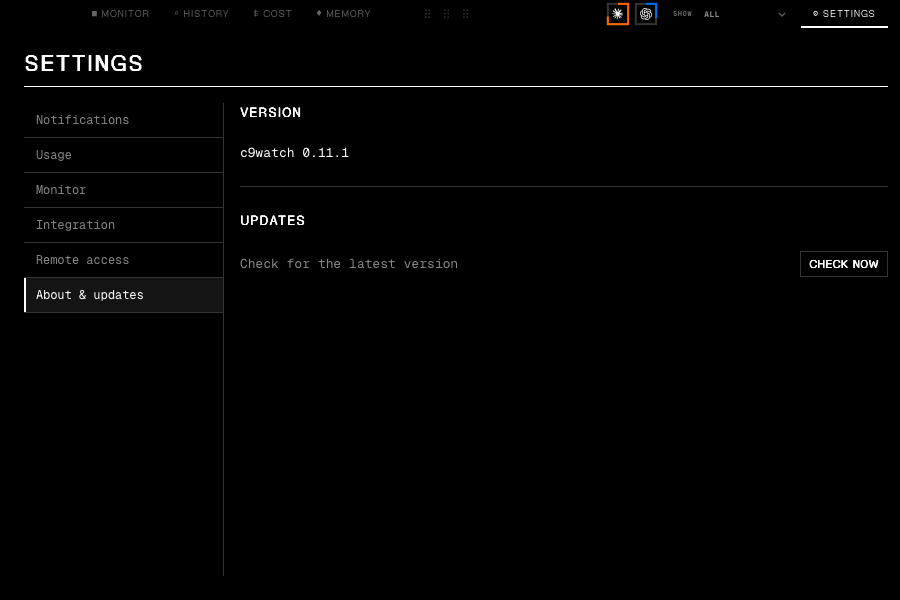 MONITOR HISTORY $ COST MEMORY SHOW ALL SETTINGS
SETTINGS
Notifications
Usage
Monitor
Integration
Remote access
About & updates
VERSION
c9watch 0.11.1
UPDATES
Check for the latest version
CHECK NOW